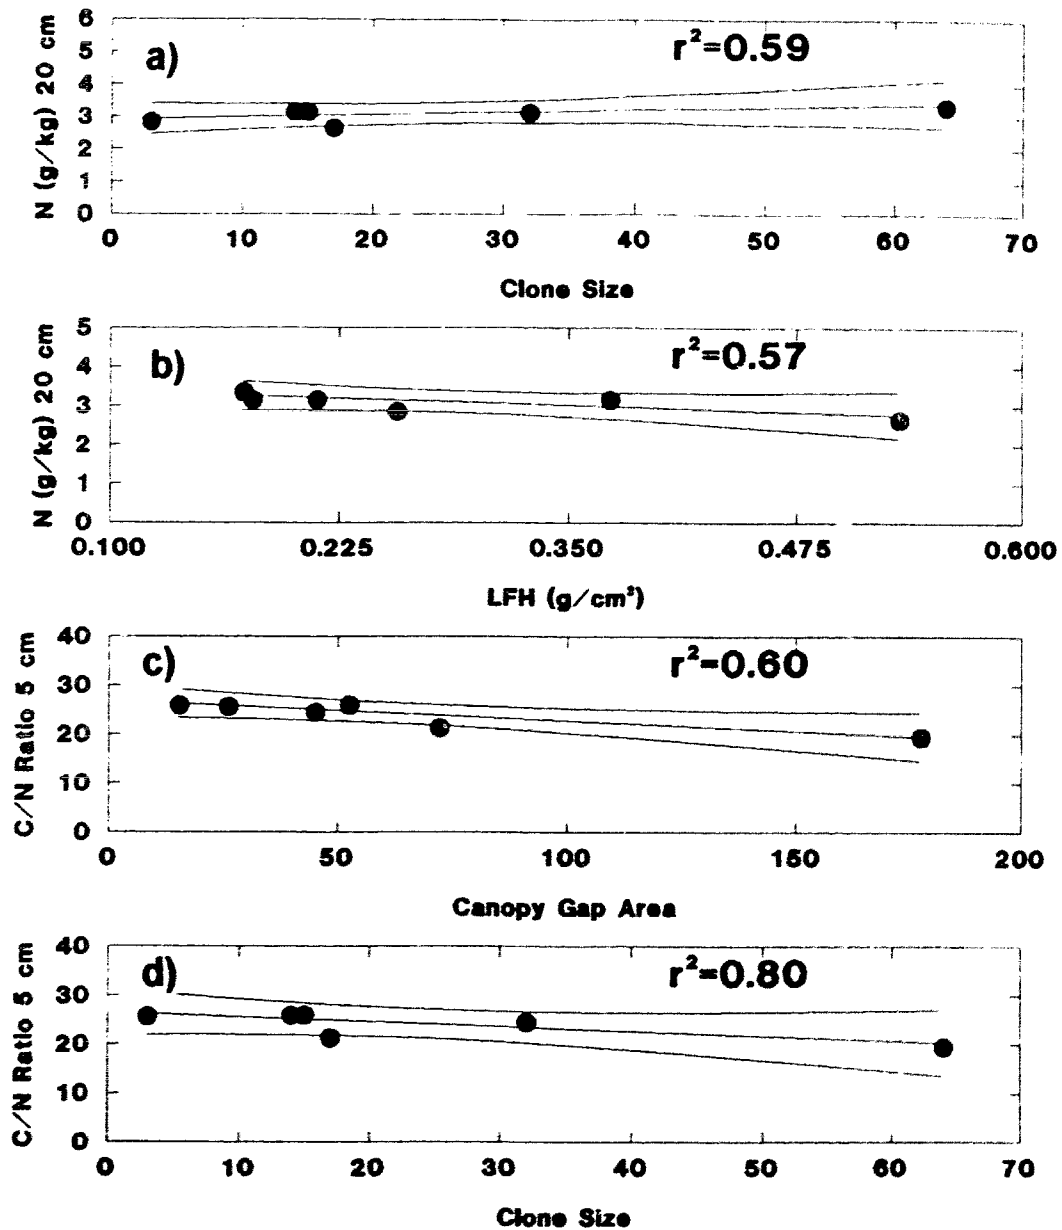 a)
r²=0.59
N (g/kg) 20 cm
6
5
4
3
2
1
0
0 10 20 30 40 50 60 70
Clone Size
b)
r²=0.57
N (g/kg) 20 cm
5
4
3
2
1
0
0.100 0.225 0.350 0.475 0.600
LFH (g/cm²)
c)
r²=0.60
C/N Ratio 5 cm
40
30
20
10
0
0 50 100 150 200
Canopy Gap Area
d)
r²=0.80
C/N Ratio 5 cm
40
30
20
10
0
0 10 20 30 40 50 60 70
Clone Size